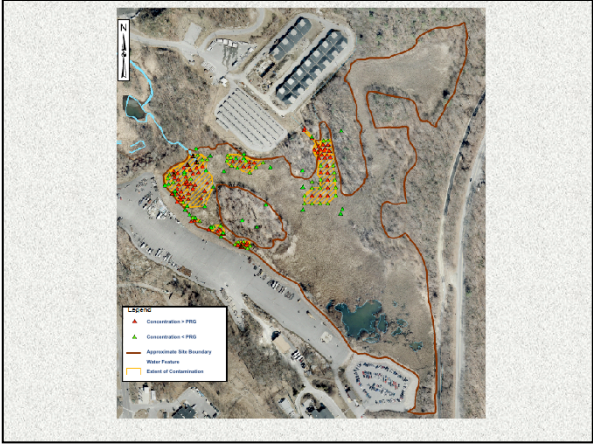 N
Legend
Concentration > PRG
Concentration < PRG
Approximate Site Boundary
Water Feature
Extent of Contamination